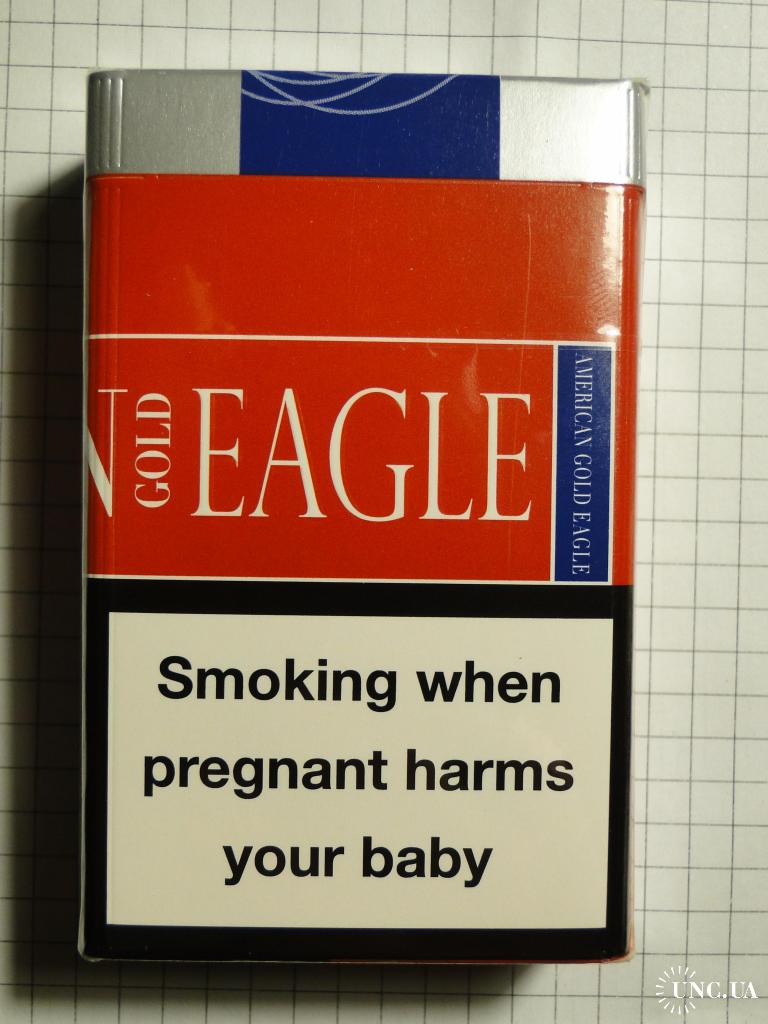 N GOLD EAGLE
AMERICAN GOLD EAGLE
Smoking when
pregnant harms
your baby
UNC.UA